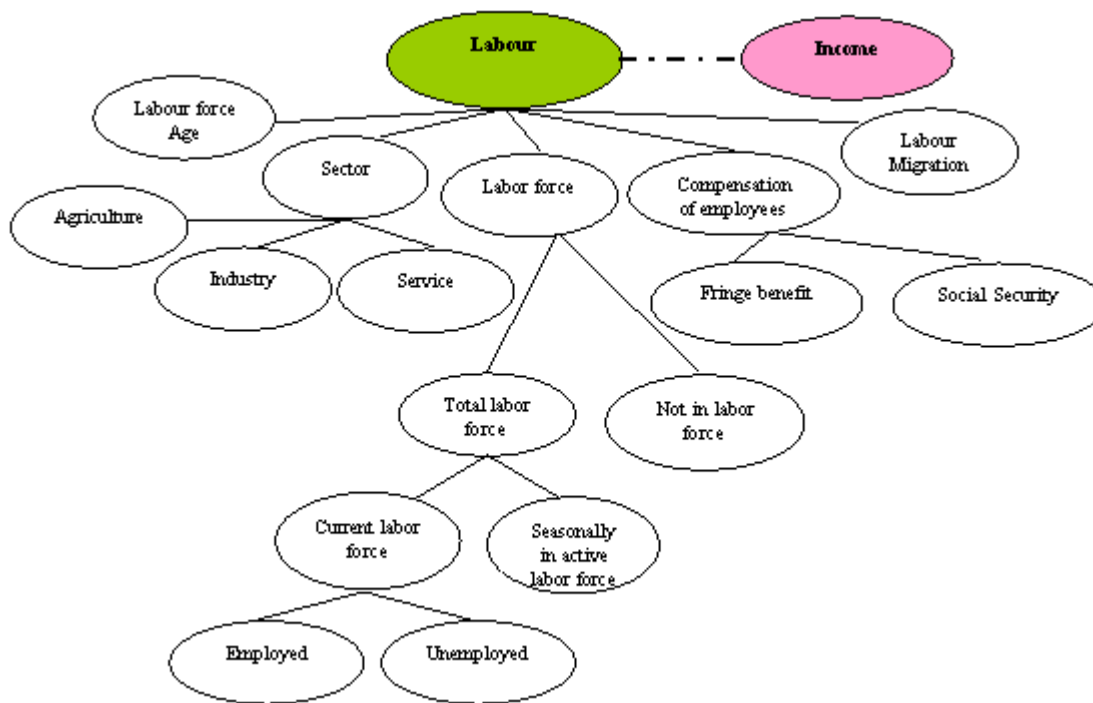 Labour
Income
Labour force
Age
Sector
Labor force
Compensation
of employees
Labour
Migration
Agriculture
Industry
Service
Fringe benefit
Social Security
Total labor
force
Not in labor
force
Current labor
force
Seasonally
in active
labor force
Employed
Unemployed